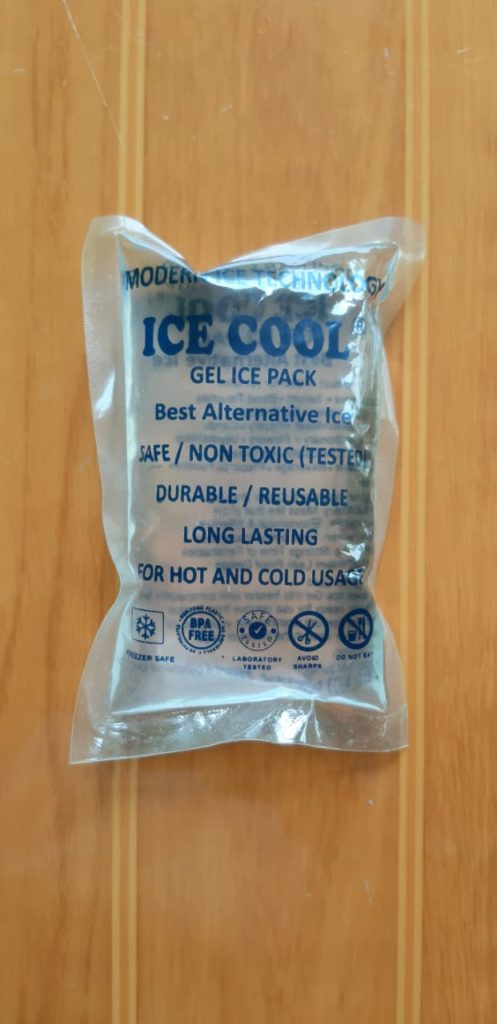 MODERN ICE TECHNOLOGY
ICE COOL®
GEL ICE PACK
Best Alternative Ice
SAFE / NON TOXIC (TESTED)
DURABLE / REUSABLE
LONG LASTING
FOR HOT AND COLD USAGE
BPA
FREE
SAFE
TESTED
FREEZER SAFE
LABORATORY
TESTED
AVOID
SHARPS
DO NOT EAT